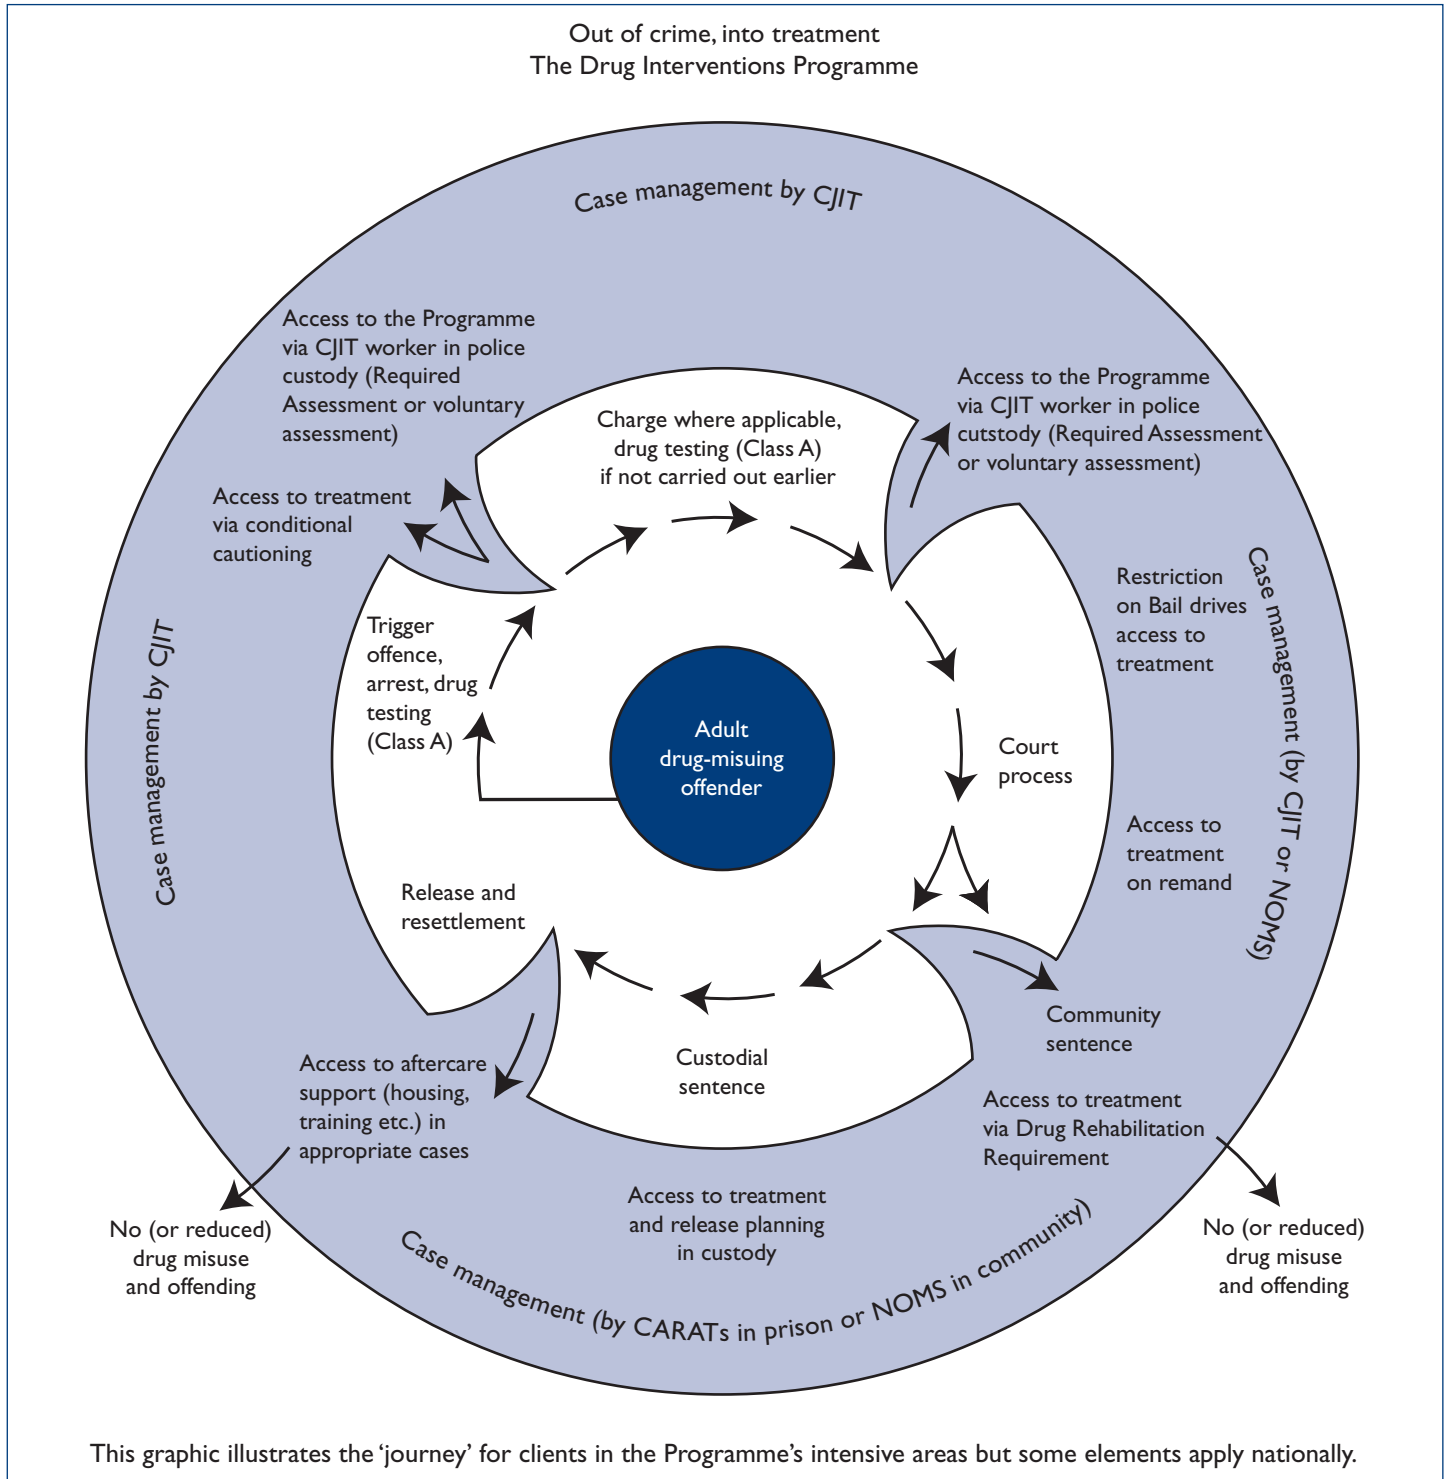 Out of crime, into treatment
The Drug Interventions Programme
Case management by CJIT
Access to the Programme
via CJIT worker in police
custody (Required
Assessment or voluntary
assessment)
Charge where applicable,
drug testing (Class A)
if not carried out earlier
Access to the Programme
via CJIT worker in police
cutstody (Required Assessment
or voluntary assessment)
Access to treatment
via conditional
cautioning
Restriction
on Bail drives
access to
treatment
Case management (by CJIT or NOMS)
Case management by CJIT
Trigger
offence,
arrest, drug
testing
(Class A)
Adult
drug-misuing
offender
Court
process
Access to
treatment
on remand
Release and
resettlement
Community
sentence
Custodial
sentence
Access to aftercare
support (housing,
training etc.) in
appropriate cases
Access to treatment
via Drug Rehabilitation
Requirement
Access to treatment
and release planning
in custody
No (or reduced)
drug misuse
and offending
No (or reduced)
drug misuse
and offending
Case management (by CARATs in prison or NOMS in community)
This graphic illustrates the ‘journey’ for clients in the Programme’s intensive areas but some elements apply nationally.